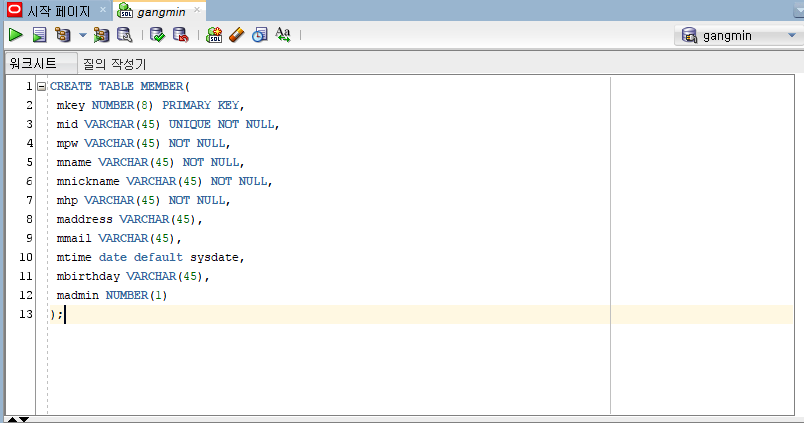 시작 페이지 gangmin
gangmin
워크시트 질의 작성기
1 CREATE TABLE MEMBER(
2 mkey NUMBER(8) PRIMARY KEY,
3 mid VARCHAR(45) UNIQUE NOT NULL,
4 mpw VARCHAR(45) NOT NULL,
5 mname VARCHAR(45) NOT NULL,
6 mnickname VARCHAR(45) NOT NULL,
7 mhp VARCHAR(45) NOT NULL,
8 maddress VARCHAR(45),
9 mmail VARCHAR(45),
10 mtime date default sysdate,
11 mbirthday VARCHAR(45),
12 madmin NUMBER(1)
13 );